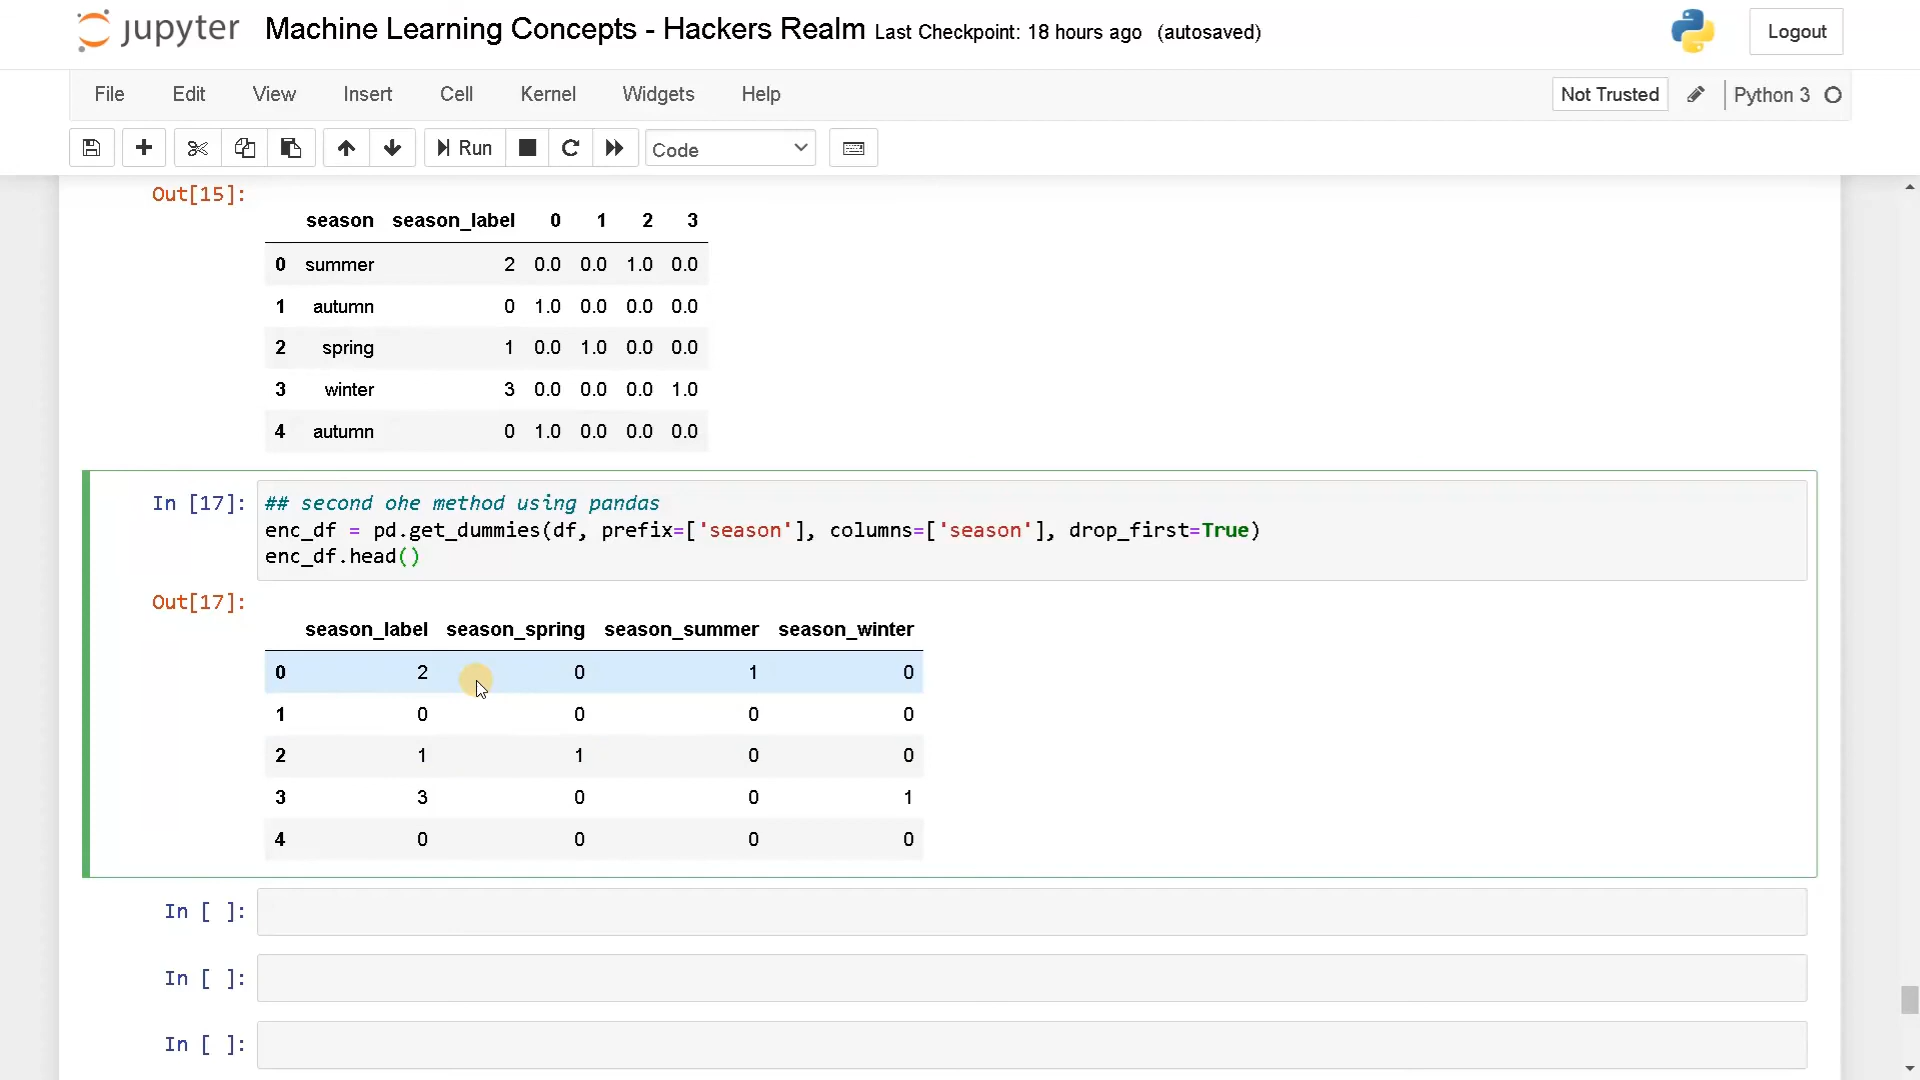 jupyter Machine Learning Concepts - Hackers Realm Last Checkpoint: 18 hours ago (autosaved) Logout
File Edit View Insert Cell Kernel Widgets Help Not Trusted Python 3
Run Code
Out[15]:
season season_label 0 1 2 3
0 summer 2 0.0 0.0 1.0 0.0
1 autumn 0 1.0 0.0 0.0 0.0
2 spring 1 0.0 1.0 0.0 0.0
3 winter 3 0.0 0.0 0.0 1.0
4 autumn 0 1.0 0.0 0.0 0.0
In [17]: ## second ohe method using pandas
enc_df = pd.get_dummies(df, prefix=['season'], columns=['season'], drop_first=True)
enc_df.head()
Out[17]:
season_label season_spring season_summer season_winter
0 2 0 1 0
1 0 0 0 0
2 1 1 0 0
3 3 0 0 1
4 0 0 0 0
In [ ]:
In [ ]:
In [ ]: